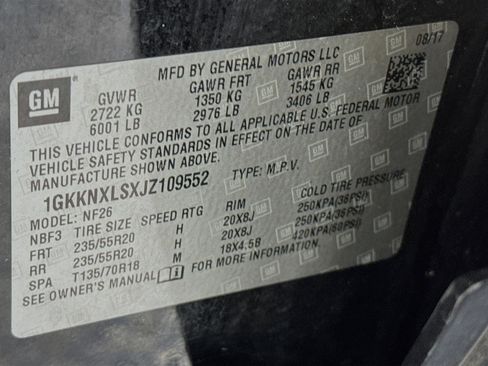 MFD BY GENERAL MOTORS LLC 08/17
GM GVWR GAWR FRT GAWR RR
2722 KG 1350 KG 1545 KG
6001 LB 2976 LB 3406 LB
THIS VEHICLE CONFORMS TO ALL APPLICABLE U.S. FEDERAL MOTOR
VEHICLE SAFETY STANDARDS IN EFFECT ON THE DATE OF
MANUFACTURE SHOWN ABOVE.
1GKKNXLSXJZ109552 TYPE: M.P.V.
MODEL: NF26
NBF3 TIRE SIZE SPEED RTG RIM COLD TIRE PRESSURE
FRT 235/55R20 H 20X8J 250KPA(36PSI)
RR 235/55R20 H 20X8J 250KPA(36PSI)
SPA T135/70R18 M 18X4.5B 420KPA(60PSI)
SEE OWNER'S MANUAL FOR MORE INFORMATION.